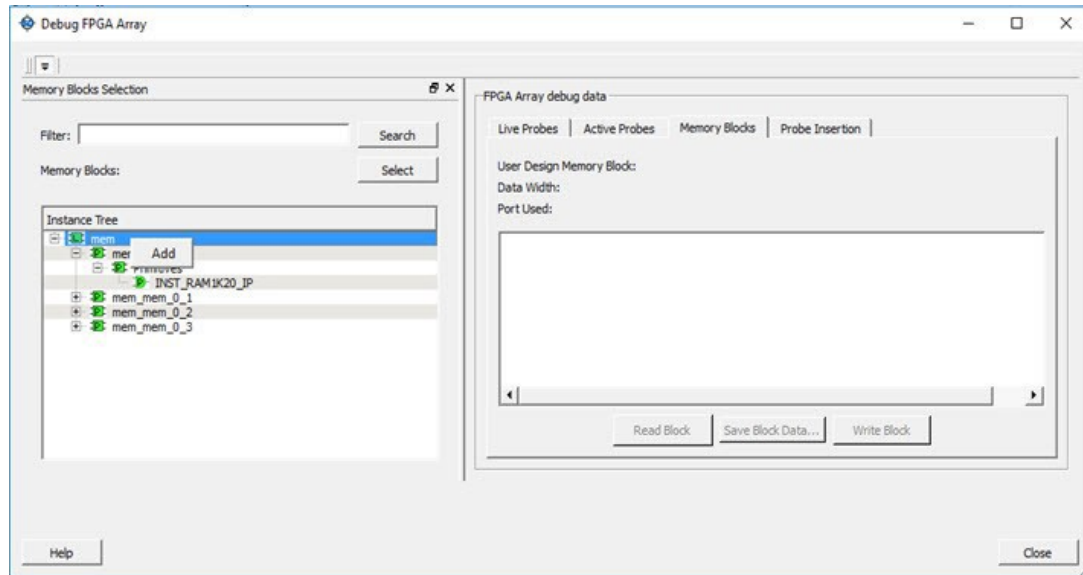 Debug FPGA Array
Memory Blocks Selection
Filter:
Search
Memory Blocks:
Select
Instance Tree
mem
Add
Primitives
INST_RAM1K20_IP
mem_mem_0_1
mem_mem_0_2
mem_mem_0_3
FPGA Array debug data
Live Probes
Active Probes
Memory Blocks
Probe Insertion
User Design Memory Block:
Data Width:
Port Used:
Read Block
Save Block Data...
Write Block
Help
Close